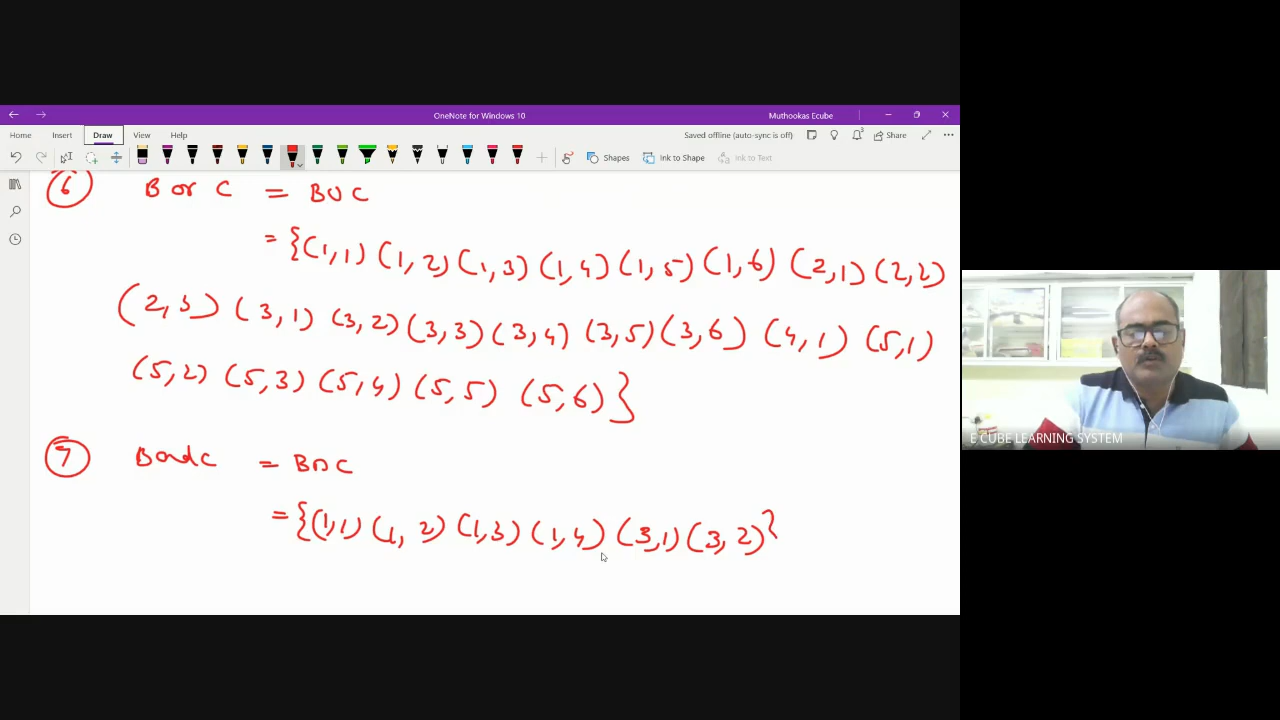 OneNote for Windows 10
Muthookas Ecube
Home Insert Draw View Help
Saved offline (auto-sync is off)
Share
Shapes
Ink to Shape
Ink to Text
6 B or C = B∪C
= {(1,1) (1,2) (1,3) (1,4) (1,5) (1,6) (2,1) (2,2)
(2,3) (3,1) (3,2) (3,3) (3,4) (3,5) (3,6) (4,1) (5,1)
(5,2) (5,3) (5,4) (5,5) (5,6)}
7 B and C = B∩C
= {(1,1) (1,2) (1,3) (1,4) (3,1) (3,2)}
E CUBE LEARNING SYSTEM